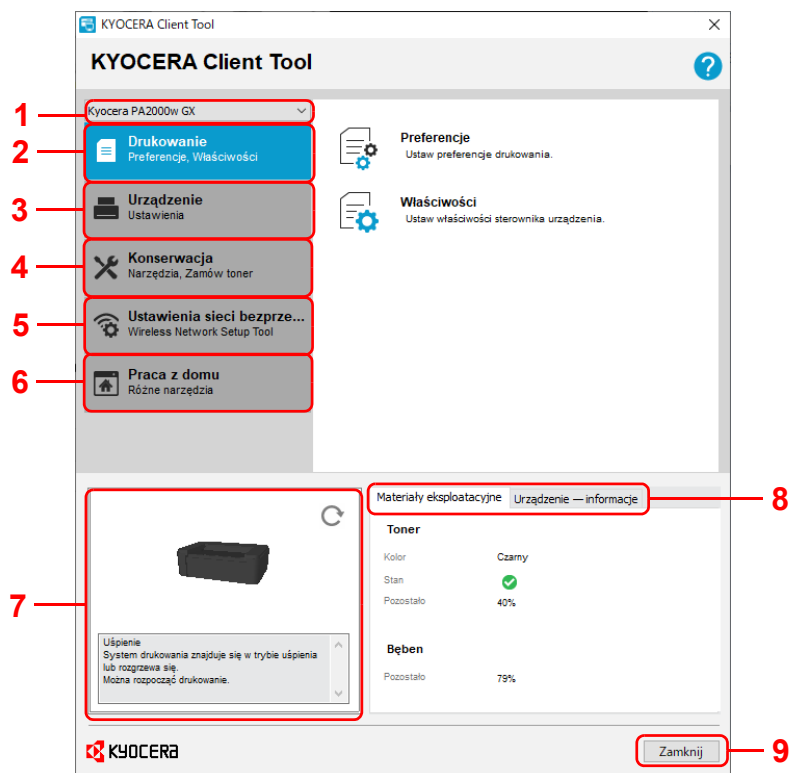 KYOCERA Client Tool
KYOCERA Client Tool
?
1
Kyocera PA2000w GX
2
Drukowanie
Preferencje, Właściwości
3
Urządzenie
Ustawienia
4
Konserwacja
Narzędzia, Zamów toner
5
Ustawienia sieci bezprze...
Wireless Network Setup Tool
6
Praca z domu
Różne narzędzia
Preferencje
Ustaw preferencje drukowania.
Właściwości
Ustaw właściwości sterownika urządzenia.
7
Uśpienie
System drukowania znajduje się w trybie uśpienia
lub rozgrzewa się.
Można rozpocząć drukowanie.
Materiały eksploatacyjne Urządzenie — informacje
8
Toner
Kolor Czarny
Stan
Pozostało 40%
Bęben
Pozostało 79%
KYOCERA
Zamknij
9